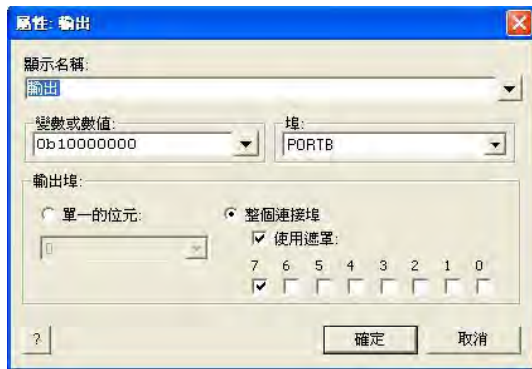 屬性: 輸出
顯示名稱:
輸出
變數或數值:
0b10000000
埠:
PORTB
輸出埠:
單一的位元:
0
整個連接埠
使用遮罩:
7 6 5 4 3 2 1 0
?
確定
取消